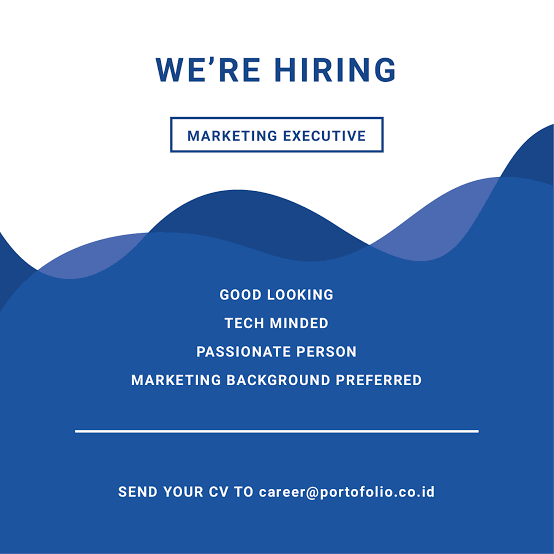 WE’RE HIRING
MARKETING EXECUTIVE
GOOD LOOKING
TECH MINDED
PASSIONATE PERSON
MARKETING BACKGROUND PREFERRED
SEND YOUR CV TO career@portofolio.co.id